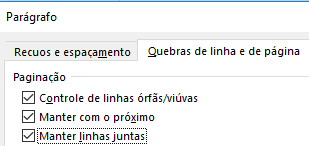 Parágrafo
Recuos e espaçamento Quebras de linha e de página
Paginação
Controle de linhas órfãs/viúvas
Manter com o próximo
Manter linhas juntas